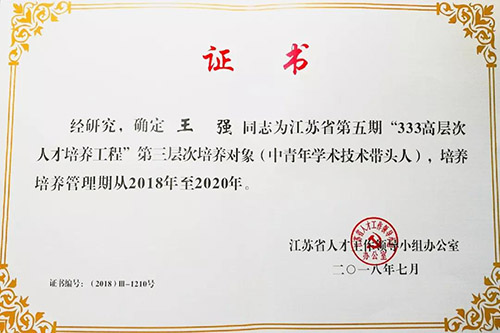 证书
经研究，确定 王 强 同志为江苏省第五期“333高层次
人才培养工程”第三层次培养对象（中青年学术技术带头人），培养
培养管理期从2018年至2020年。
江苏省人才工作领导小组办公室
二〇一八年七月
证书编号：（2018）Ⅲ-1210号